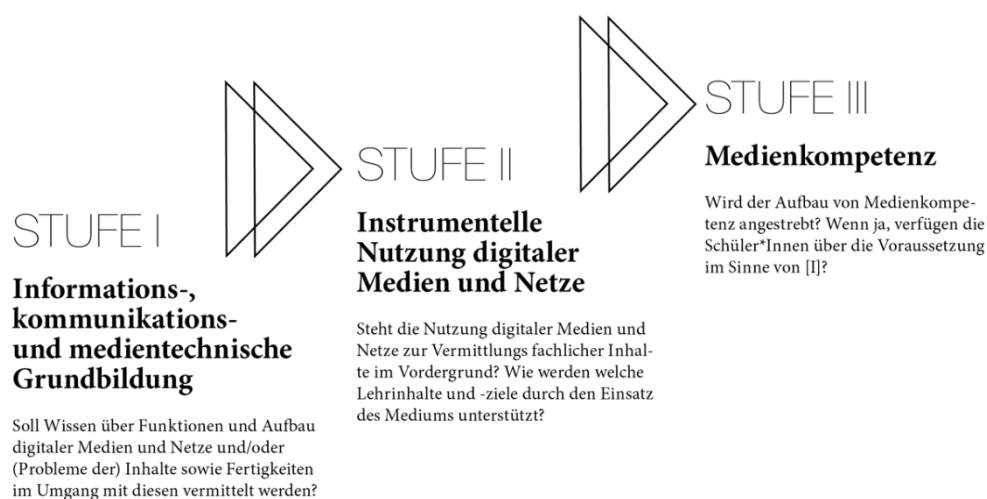 STUFE I
Informations-,
kommunikations-
und medientechnische
Grundbildung
Soll Wissen über Funktionen und Aufbau
digitaler Medien und Netze und/oder
(Probleme der) Inhalte sowie Fertigkeiten
im Umgang mit diesen vermittelt werden?
STUFE II
Instrumentelle
Nutzung digitaler
Medien und Netze
Steht die Nutzung digitaler Medien und
Netze zur Vermittlungs fachlicher Inhal-
te im Vordergrund? Wie werden welche
Lehrinhalte und -ziele durch den Einsatz
des Mediums unterstützt?
STUFE III
Medienkompetenz
Wird der Aufbau von Medienkompe-
tenz angestrebt? Wenn ja, verfügen die
Schüler*Innen über die Voraussetzung
im Sinne von [I]?